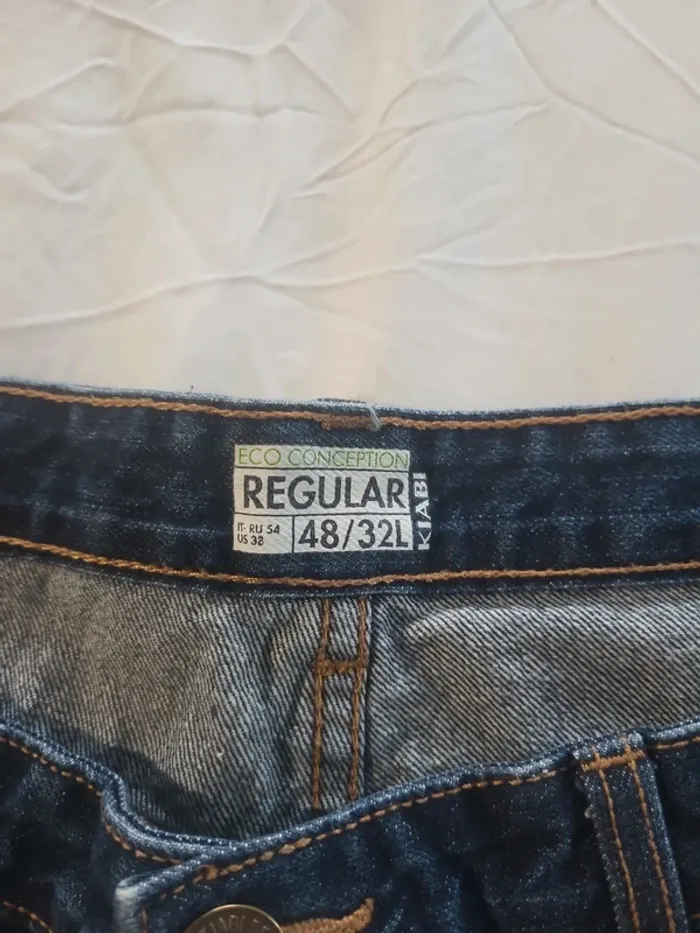 ECO CONCEPTION
REGULAR
IT- RU 54
US 38
48/32L
KIABI